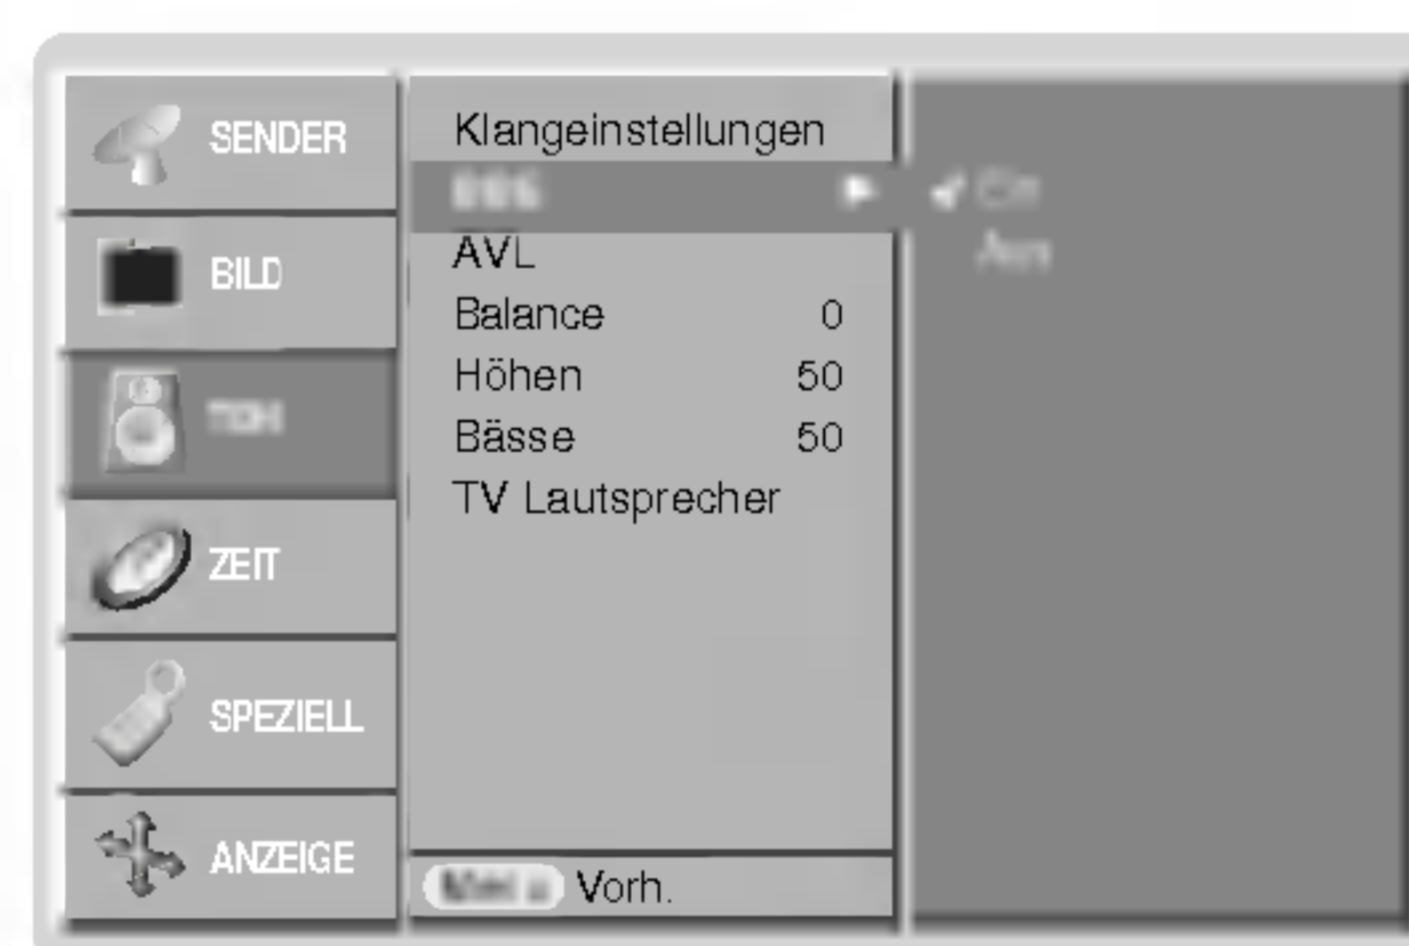 SENDER
BILD
ZEIT
SPEZIELL
ANZEIGE
Klangeinstellungen
AVL
Balance 0
Höhen 50
Bässe 50
TV Lautsprecher
Vorh.